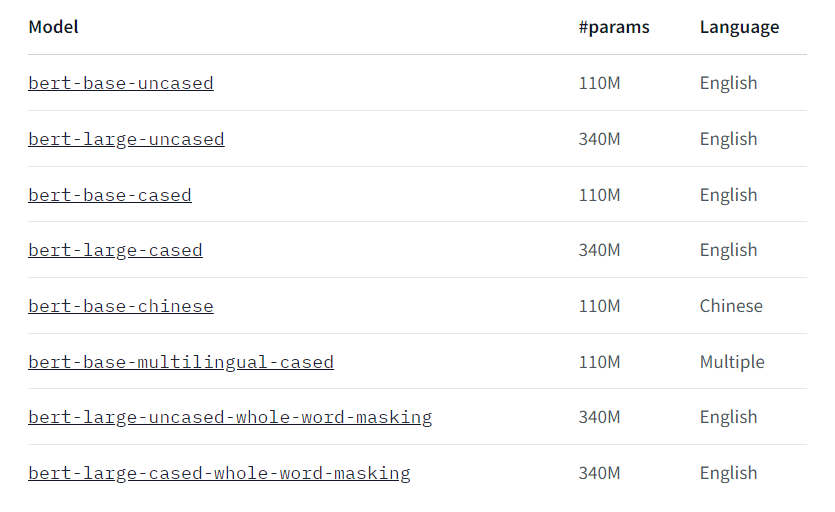 Model #params Language
bert-base-uncased 110M English
bert-large-uncased 340M English
bert-base-cased 110M English
bert-large-cased 340M English
bert-base-chinese 110M Chinese
bert-base-multilingual-cased 110M Multiple
bert-large-uncased-whole-word-masking 340M English
bert-large-cased-whole-word-masking 340M English